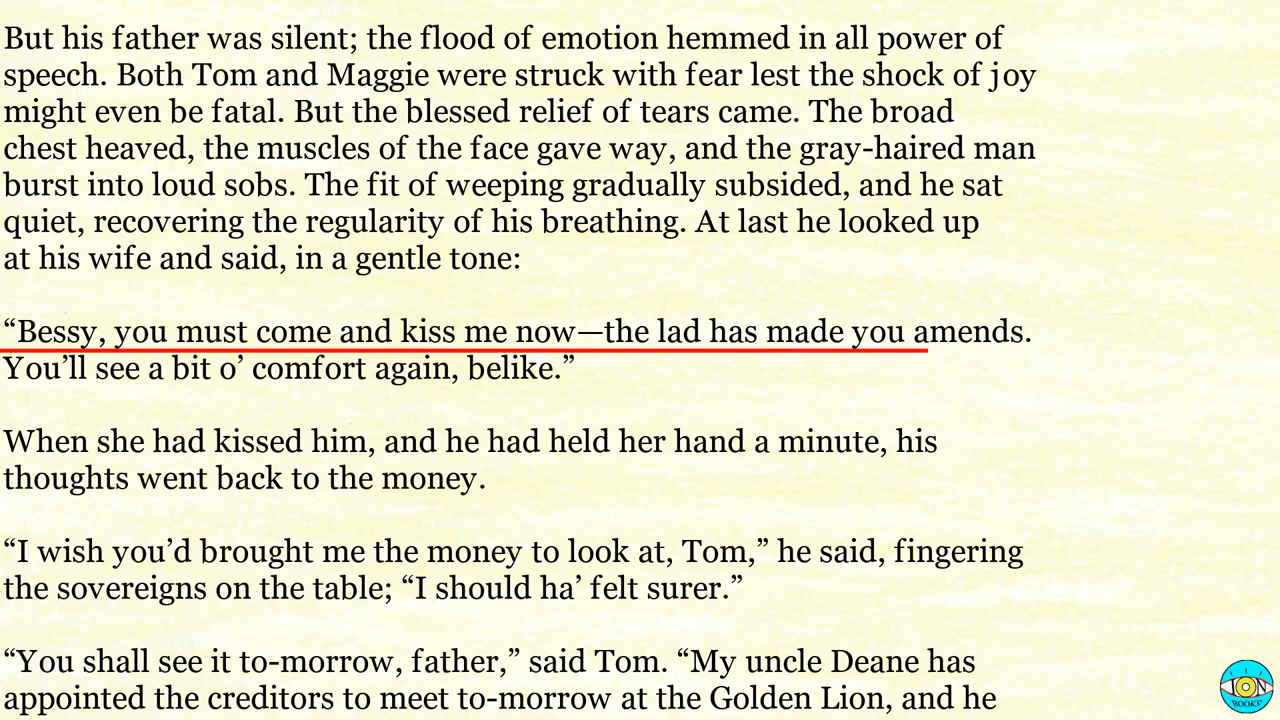 But his father was silent; the flood of emotion hemmed in all power of
speech. Both Tom and Maggie were struck with fear lest the shock of joy
might even be fatal. But the blessed relief of tears came. The broad
chest heaved, the muscles of the face gave way, and the gray-haired man
burst into loud sobs. The fit of weeping gradually subsided, and he sat
quiet, recovering the regularity of his breathing. At last he looked up
at his wife and said, in a gentle tone:
“Bessy, you must come and kiss me now—the lad has made you amends.
You’ll see a bit o’ comfort again, belike.”
When she had kissed him, and he had held her hand a minute, his
thoughts went back to the money.
“I wish you’d brought me the money to look at, Tom,” he said, fingering
the sovereigns on the table; “I should ha’ felt surer.”
“You shall see it to-morrow, father,” said Tom. “My uncle Deane has
appointed the creditors to meet to-morrow at the Golden Lion, and he
ION
BOOKS